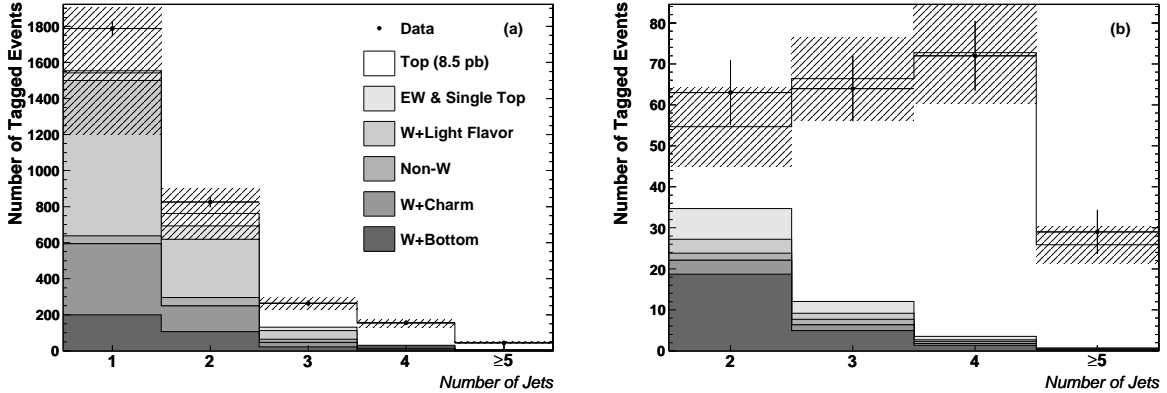 Number of Tagged Events
1800
1600
1400
1200
1000
800
600
400
200
0
1
2
3
4
≥5
Number of Jets
(a)
Data
Top (8.5 pb)
EW & Single Top
W+Light Flavor
Non-W
W+Charm
W+Bottom
Number of Tagged Events
80
70
60
50
40
30
20
10
0
2
3
4
≥5
Number of Jets
(b)